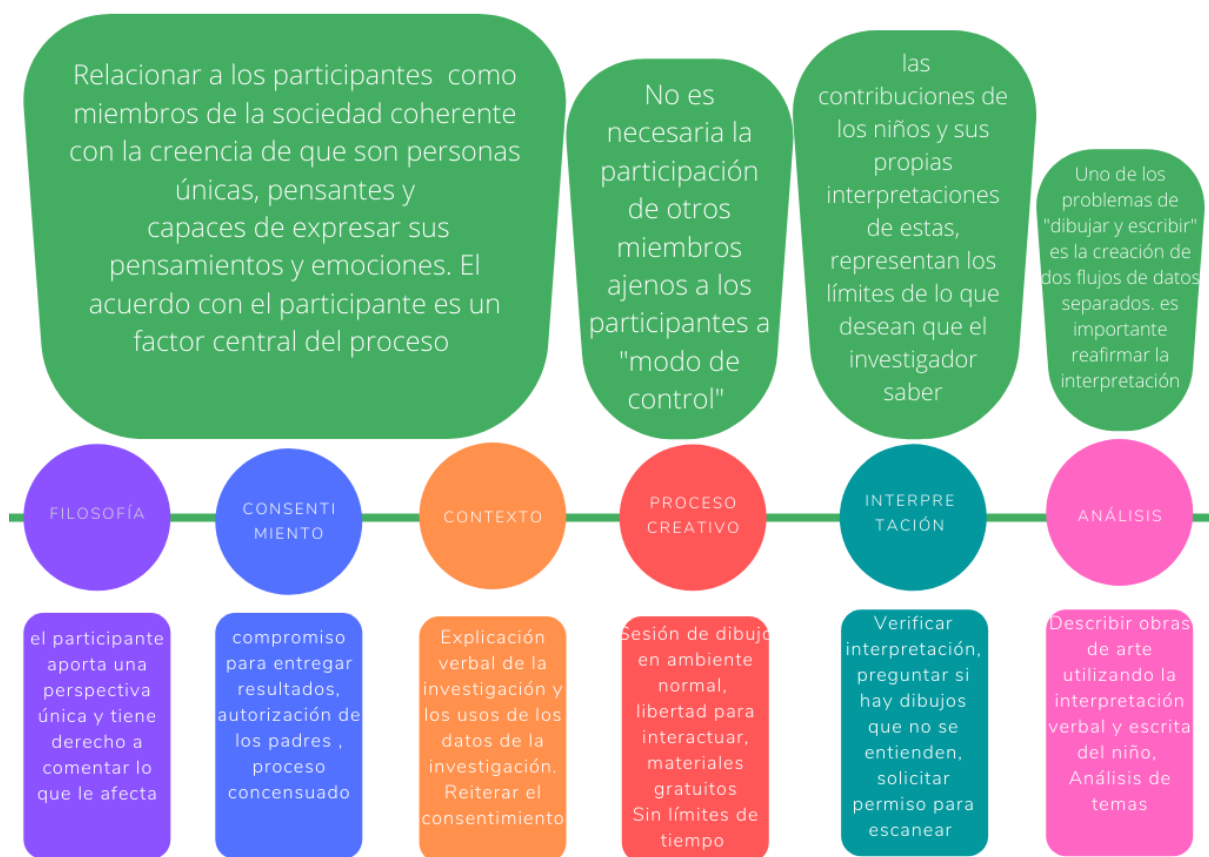 Relacionar a los participantes como
miembros de la sociedad coherente
con la creencia de que son personas
únicas, pensantes y
capaces de expresar sus
pensamientos y emociones. El
acuerdo con el participante es un
factor central del proceso
No es
necesaria la
participación
de otros
miembros
ajenos a los
participantes a
"modo de
control"
las
contribuciones de
los niños y sus
propias
interpretaciones
de estas,
representan los
límites de lo que
desean que el
investigador
saber
Uno de los
problemas de
"dibujar y escribir"
es la creación de
dos flujos de datos
separados. es
importante
reafirmar la
interpretación
FILOSOFÍA
CONSENTI
MIENTO
CONTEXTO
PROCESO
CREATIVO
INTERPRE
TACIÓN
ANÁLISIS
el participante
aporta una
perspectiva
única y tiene
derecho a
comentar lo
que le afecta
compromiso
para entregar
resultados,
autorización de
los padres ,
proceso
concensuado
Explicación
verbal de la
investigación y
los usos de los
datos de la
investigación.
Reiterar el
consentimiento
Sesión de dibujo
en ambiente
normal,
libertad para
interactuar,
materiales
gratuitos
Sin límites de
tiempo
Verificar
interpretación,
preguntar si
hay dibujos
que no se
entienden,
solicitar
permiso para
escanear
Describir obras
de arte
utilizando la
interpretación
verbal y escrita
del niño,
Análisis de
temas